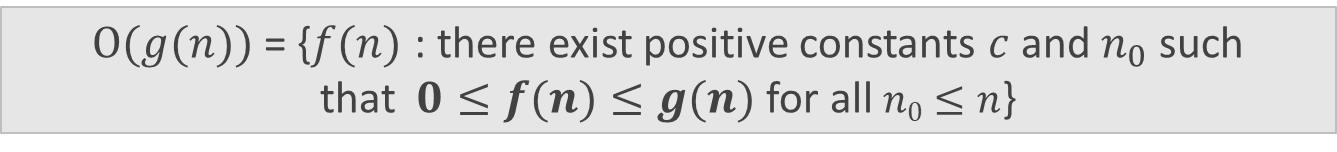 O(g(n)) = {f(n) : there exist positive constants c and n₀ such
that 0 ≤ f(n) ≤ g(n) for all n₀ ≤ n}